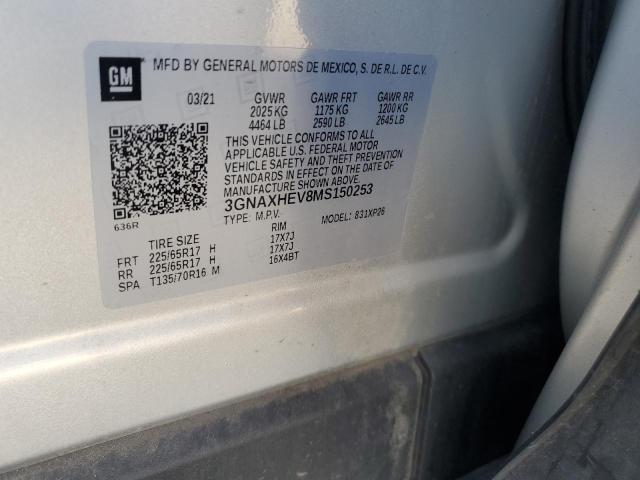 GM MFD BY GENERAL MOTORS DE MEXICO, S. DE R.L. DE C.V.
03/21 GVWR GAWR FRT GAWR RR
2025 KG 1175 KG 1200 KG
4464 LB 2590 LB 2645 LB
THIS VEHICLE CONFORMS TO ALL
APPLICABLE U.S. FEDERAL MOTOR
VEHICLE SAFETY AND THEFT PREVENTION
STANDARDS IN EFFECT ON THE DATE OF
MANUFACTURE SHOWN ABOVE.
3GNAXHEV8MS150253
636R TYPE: M.P.V. MODEL: 831XP26
TIRE SIZE RIM
FRT 225/65R17 H 17X7J
RR 225/65R17 H 17X7J
SPA T135/70R16 M 16X4BT